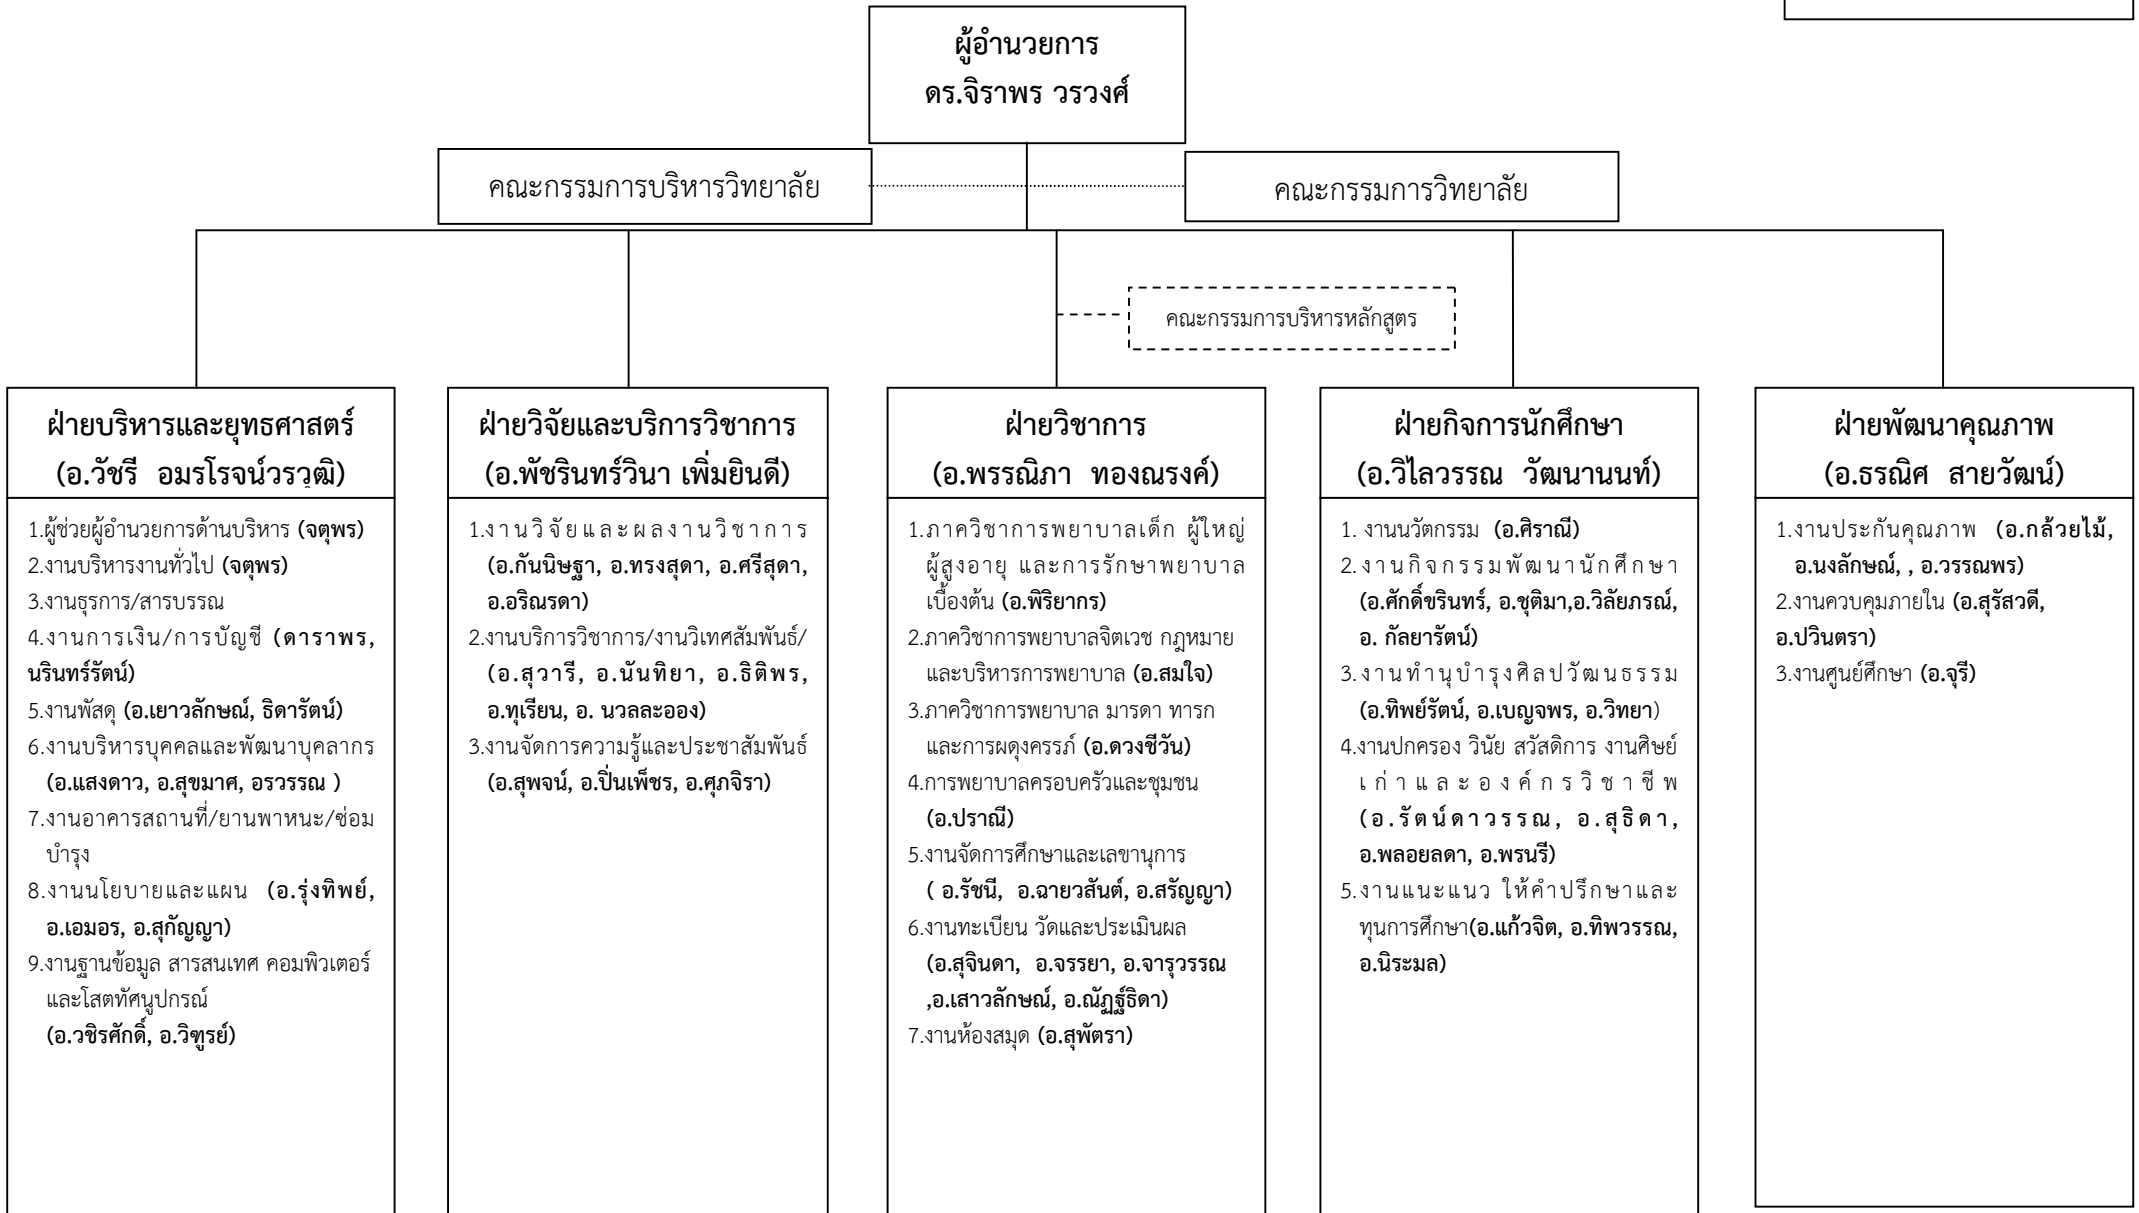 ผู้อำนวยการ
ดร.จิราพร วรวงศ์
คณะกรรมการบริหารวิทยาลัย
คณะกรรมการวิทยาลัย
คณะกรรมการบริหารหลักสูตร
ฝ่ายบริหารและยุทธศาสตร์
(อ.วัชรี อมรโรจน์วรวุฒิ)
1.ผู้ช่วยผู้อำนวยการด้านบริหาร (จตุพร)
2.งานบริหารงานทั่วไป (จตุพร)
3.งานธุรการ/สารบรรณ
4.งานการเงิน/การบัญชี (ดาราพร,
นรินทร์รัตน์)
5.งานพัสดุ (อ.เยาวลักษณ์, ธิดารัตน์)
6.งานบริหารบุคคลและพัฒนาบุคลากร
(อ.แสงดาว, อ.สุขมาศ, อรวรรณ )
7.งานอาคารสถานที่/ยานพาหนะ/ซ่อม
บำรุง
8.งานนโยบายและแผน (อ.รุ่งทิพย์,
อ.เอมอร, อ.สุกัญญา)
9.งานฐานข้อมูล สารสนเทศ คอมพิวเตอร์
และโสตทัศนูปกรณ์
(อ.วชิรศักดิ์, อ.วิฑูรย์)
ฝ่ายวิจัยและบริการวิชาการ
(อ.พัชรินทร์วินา เพิ่มยินดี)
1.งานวิจัยและผลงานวิชาการ
(อ.กันนิษฐา, อ.ทรงสุดา, อ.ศรีสุดา,
อ.อริณรดา)
2.งานบริการวิชาการ/งานวิเทศสัมพันธ์/
(อ.สุวารี, อ.นันทิยา, อ.ธิติพร,
อ.ทุเรียน, อ. นวลละออง)
3.งานจัดการความรู้และประชาสัมพันธ์
(อ.สุพจน์, อ.ปิ่นเพ็ชร, อ.ศุภจิรา)
ฝ่ายวิชาการ
(อ.พรรณิภา ทองณรงค์)
1.ภาควิชาการพยาบาลเด็ก ผู้ใหญ่
ผู้สูงอายุ และการรักษาพยาบาล
เบื้องต้น (อ.พิริยากร)
2.ภาควิชาการพยาบาลจิตเวช กฎหมาย
และบริหารการพยาบาล (อ.สมใจ)
3.ภาควิชาการพยาบาล มารดา ทารก
และการผดุงครรภ์ (อ.ดวงชีวัน)
4.การพยาบาลครอบครัวและชุมชน
(อ.ปราณี)
5.งานจัดการศึกษาและเลขานุการ
( อ.รัชนี, อ.ฉายวสันต์, อ.สรัญญา)
6.งานทะเบียน วัดและประเมินผล
(อ.สุจินดา, อ.จรรยา, อ.จารุวรรณ
,อ.เสาวลักษณ์, อ.ณัฏฐ์ธิดา)
7.งานห้องสมุด (อ.สุพัตรา)
ฝ่ายกิจการนักศึกษา
(อ.วิไลวรรณ วัฒนานนท์)
1. งานนวัตกรรม (อ.ศิราณี)
2.งานกิจกรรมพัฒนานักศึกษา
(อ.ศักดิ์ขรินทร์, อ.ชุติมา,อ.วิลัยภรณ์,
อ. กัลยารัตน์)
3.งานทำนุบำรุงศิลปวัฒนธรรม
(อ.ทิพย์รัตน์, อ.เบญจพร, อ.วิทยา)
4.งานปกครอง วินัย สวัสดิการ งานศิษย์
เก่าและองค์กรวิชาชีพ
(อ.รัตน์ดาวรรณ, อ.สุธิดา,
อ.พลอยลดา, อ.พรนรี)
5.งานแนะแนว ให้คำปรึกษาและ
ทุนการศึกษา(อ.แก้วจิต, อ.ทิพวรรณ,
อ.นิระมล)
ฝ่ายพัฒนาคุณภาพ
(อ.ธรณิศ สายวัฒน์)
1.งานประกันคุณภาพ (อ.กล้วยไม้,
อ.นงลักษณ์, , อ.วรรณพร)
2.งานควบคุมภายใน (อ.สุรัสวดี,
อ.ปวินตรา)
3.งานศูนย์ศึกษา (อ.จุรี)